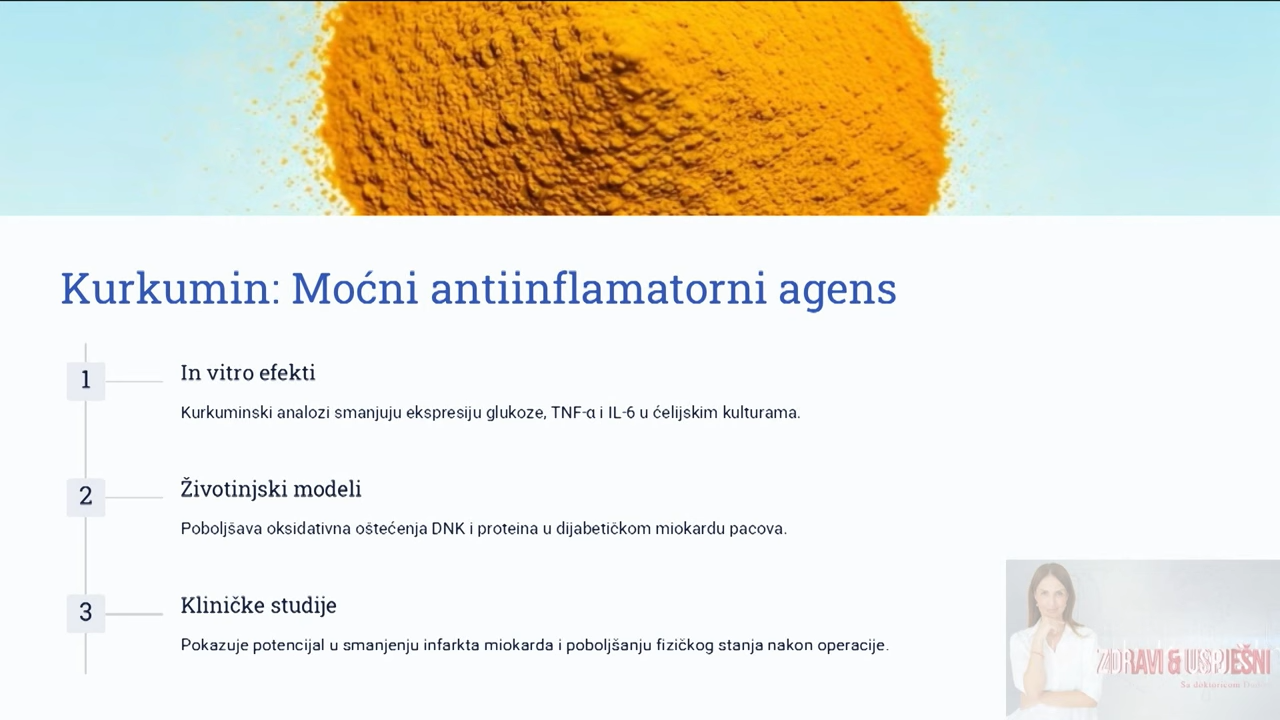 Kurkumin: Moćni antiinflamatorni agens
1
In vitro efekti
Kurkuminski analozi smanjuju ekspresiju glukoze, TNF-α i IL-6 u ćelijskim kulturama.
2
Životinjski modeli
Poboljšava oksidativna oštećenja DNK i proteina u dijabetičkom miokardu pacova.
3
Kliničke studije
Pokazuje potencijal u smanjenju infarkta miokarda i poboljšanju fizičkog stanja nakon operacije.
ZDRAVI & USPJEŠNI
Sa doktoricom